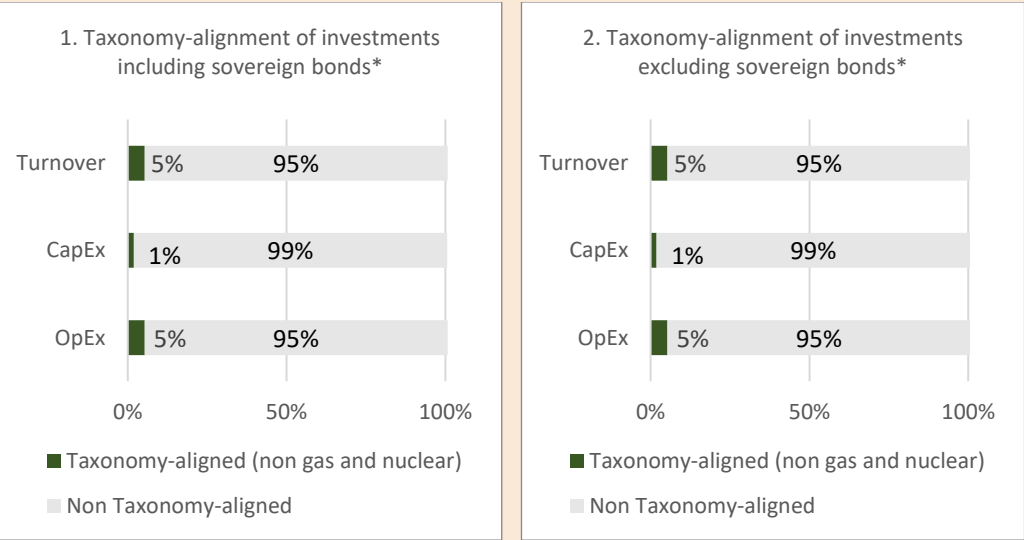 1. Taxonomy-alignment of investments
including sovereign bonds*
Turnover 5% 95%
CapEx 1% 99%
OpEx 5% 95%
0% 50% 100%
Taxonomy-aligned (non gas and nuclear)
Non Taxonomy-aligned
2. Taxonomy-alignment of investments
excluding sovereign bonds*
Turnover 5% 95%
CapEx 1% 99%
OpEx 5% 95%
0% 50% 100%
Taxonomy-aligned (non gas and nuclear)
Non Taxonomy-aligned